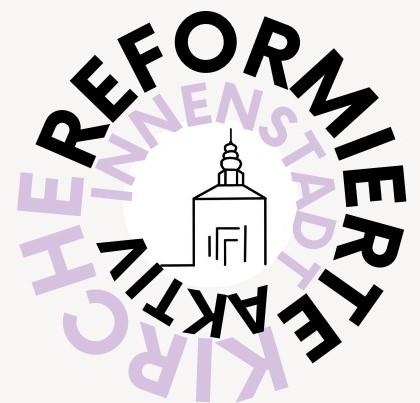 REFORMIERTE
KIRCHE
INNENSTADT
AKTIV